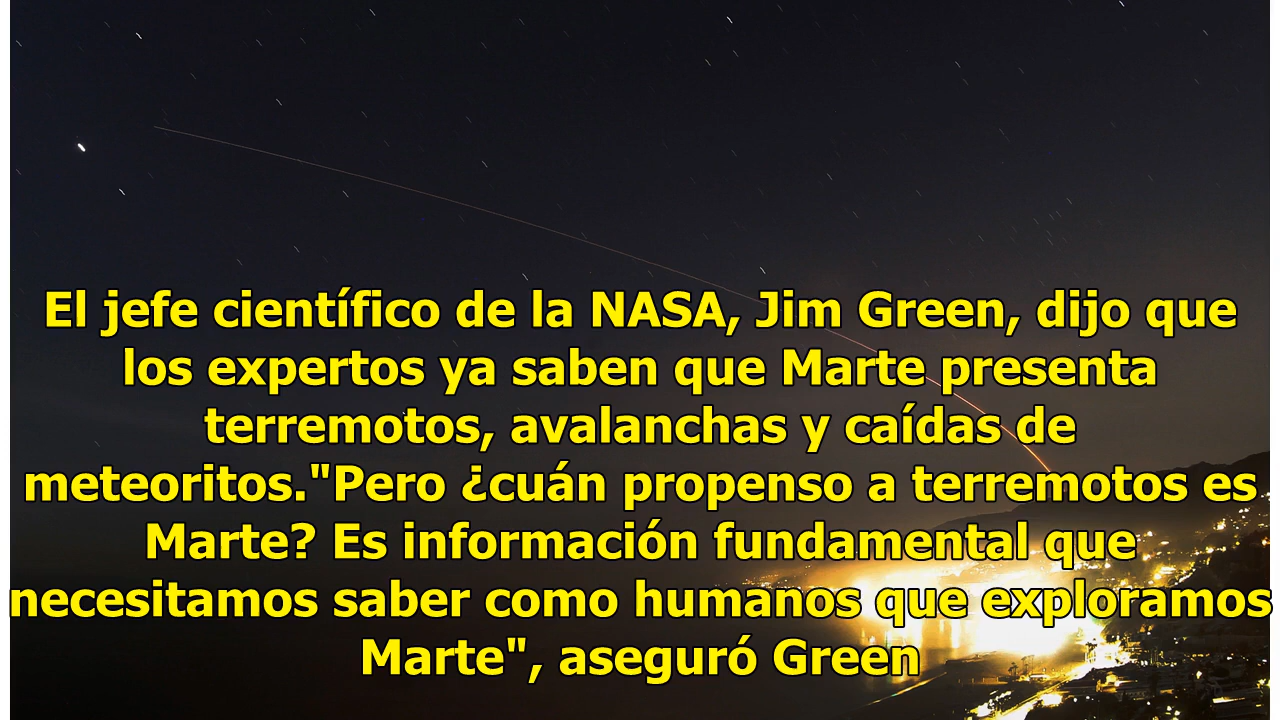 El jefe científico de la NASA, Jim Green, dijo que
los expertos ya saben que Marte presenta
terremotos, avalanchas y caídas de
meteoritos."Pero ¿cuán propenso a terremotos es
Marte? Es información fundamental que
necesitamos saber como humanos que exploramos
Marte", aseguró Green